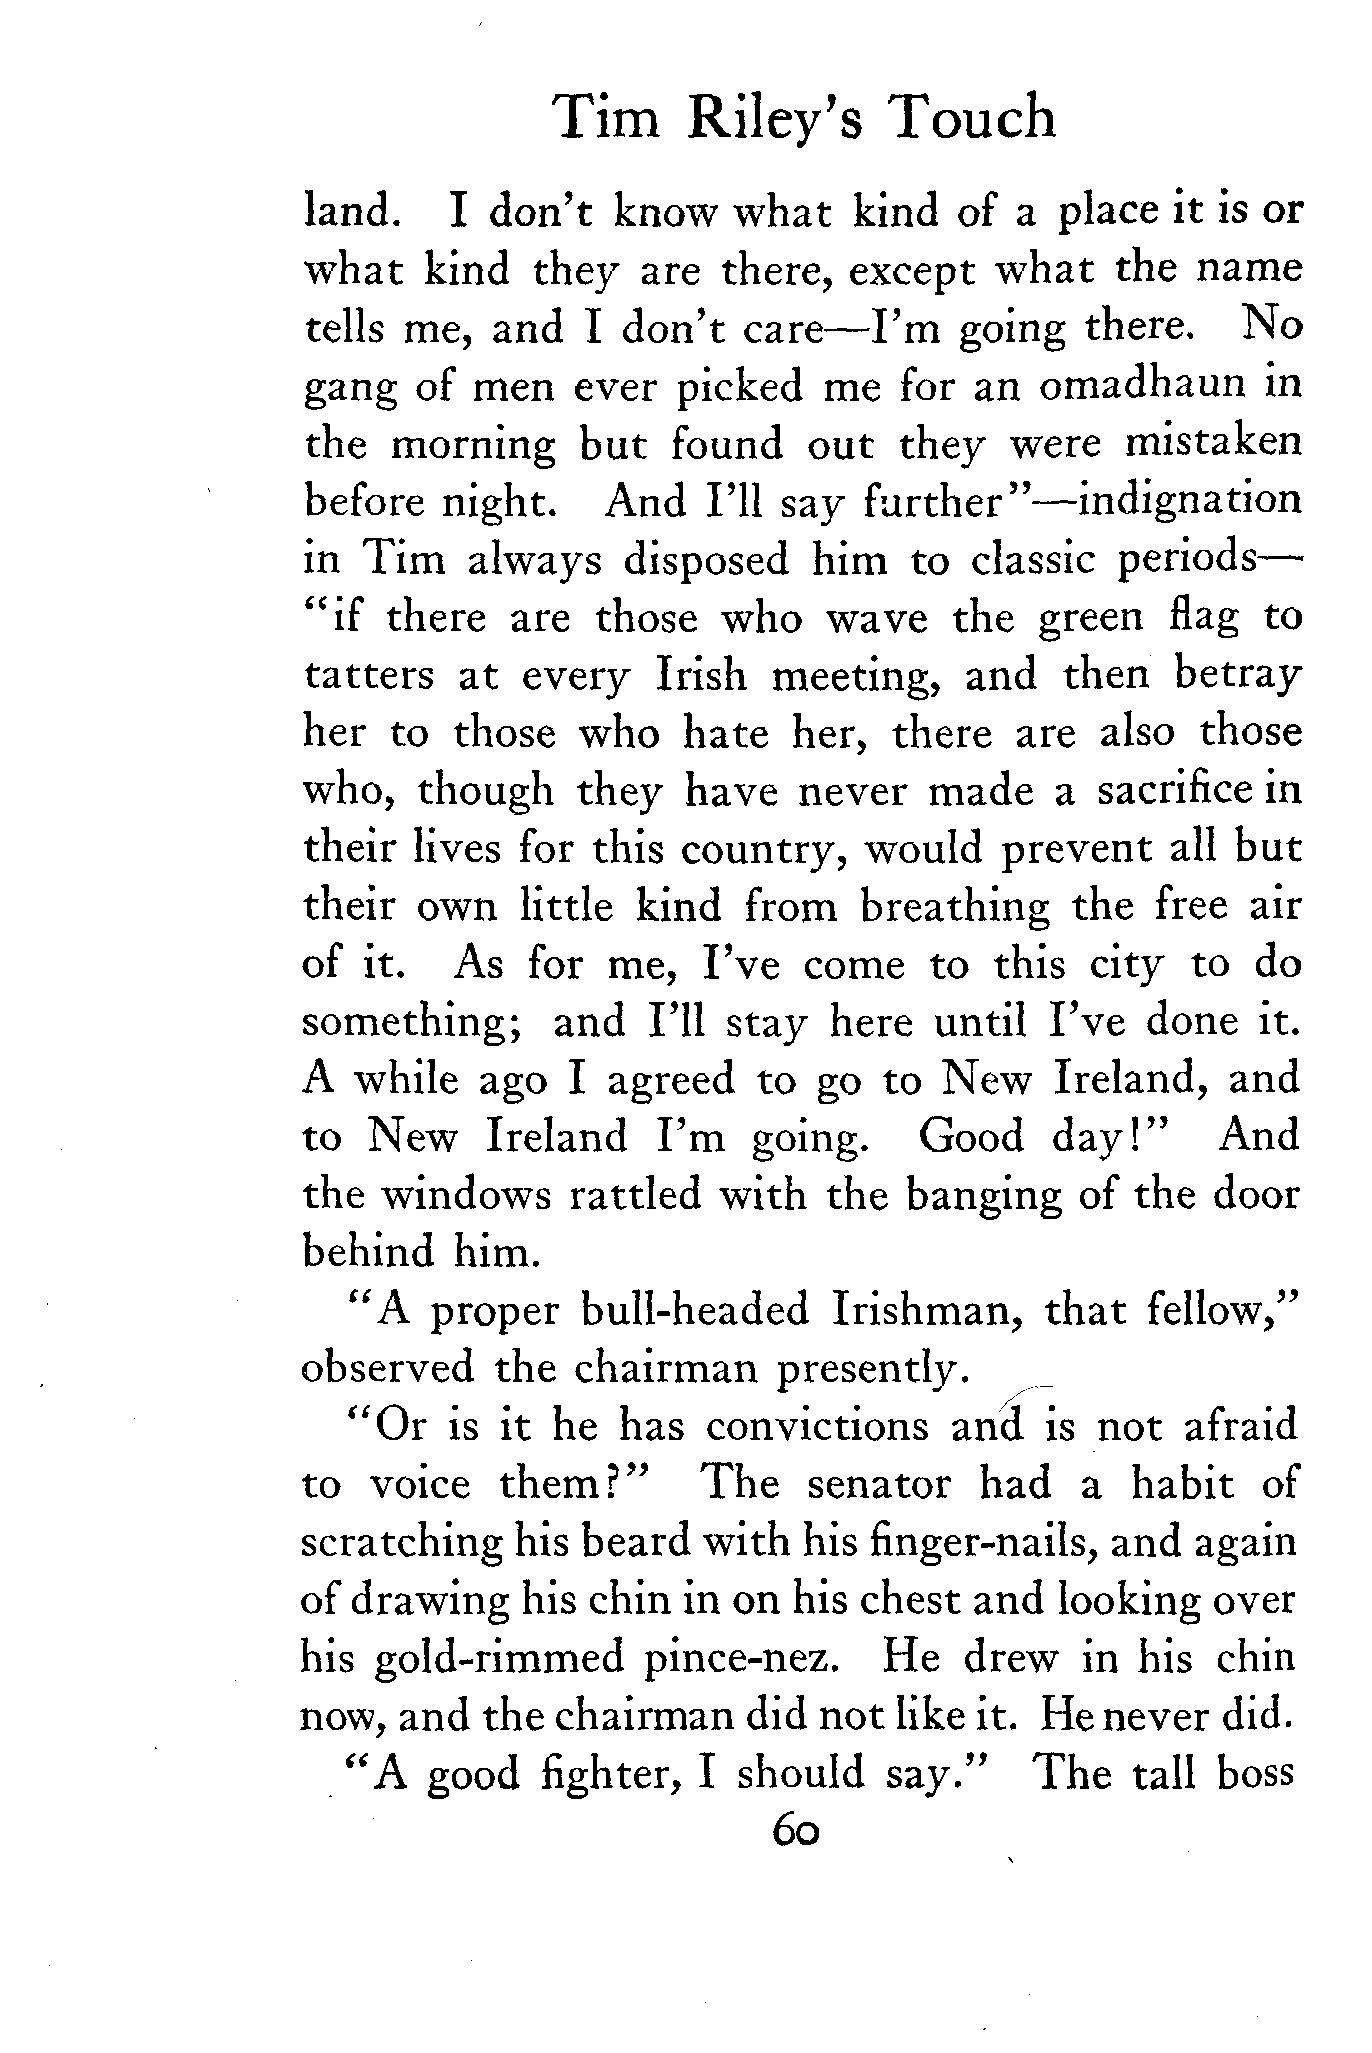 Tim Riley's Touch
land. I don't know what kind of a place it is or
what kind they are there, except what the name
tells me, and I don't care—I'm going there. No
gang of men ever picked me for an omadhaun in
the morning but found out they were mistaken
before night. And I'll say further"—indignation
in Tim always disposed him to classic periods—
"if there are those who wave the green flag to
tatters at every Irish meeting, and then betray
her to those who hate her, there are also those
who, though they have never made a sacrifice in
their lives for this country, would prevent all but
their own little kind from breathing the free air
of it. As for me, I've come to this city to do
something; and I'll stay here until I've done it.
A while ago I agreed to go to New Ireland, and
to New Ireland I'm going. Good day!" And
the windows rattled with the banging of the door
behind him.
"A proper bull-headed Irishman, that fellow,"
observed the chairman presently.
"Or is it he has convictions and is not afraid
to voice them?" The senator had a habit of
scratching his beard with his finger-nails, and again
of drawing his chin in on his chest and looking over
his gold-rimmed pince-nez. He drew in his chin
now, and the chairman did not like it. He never did.
"A good fighter, I should say." The tall boss
60